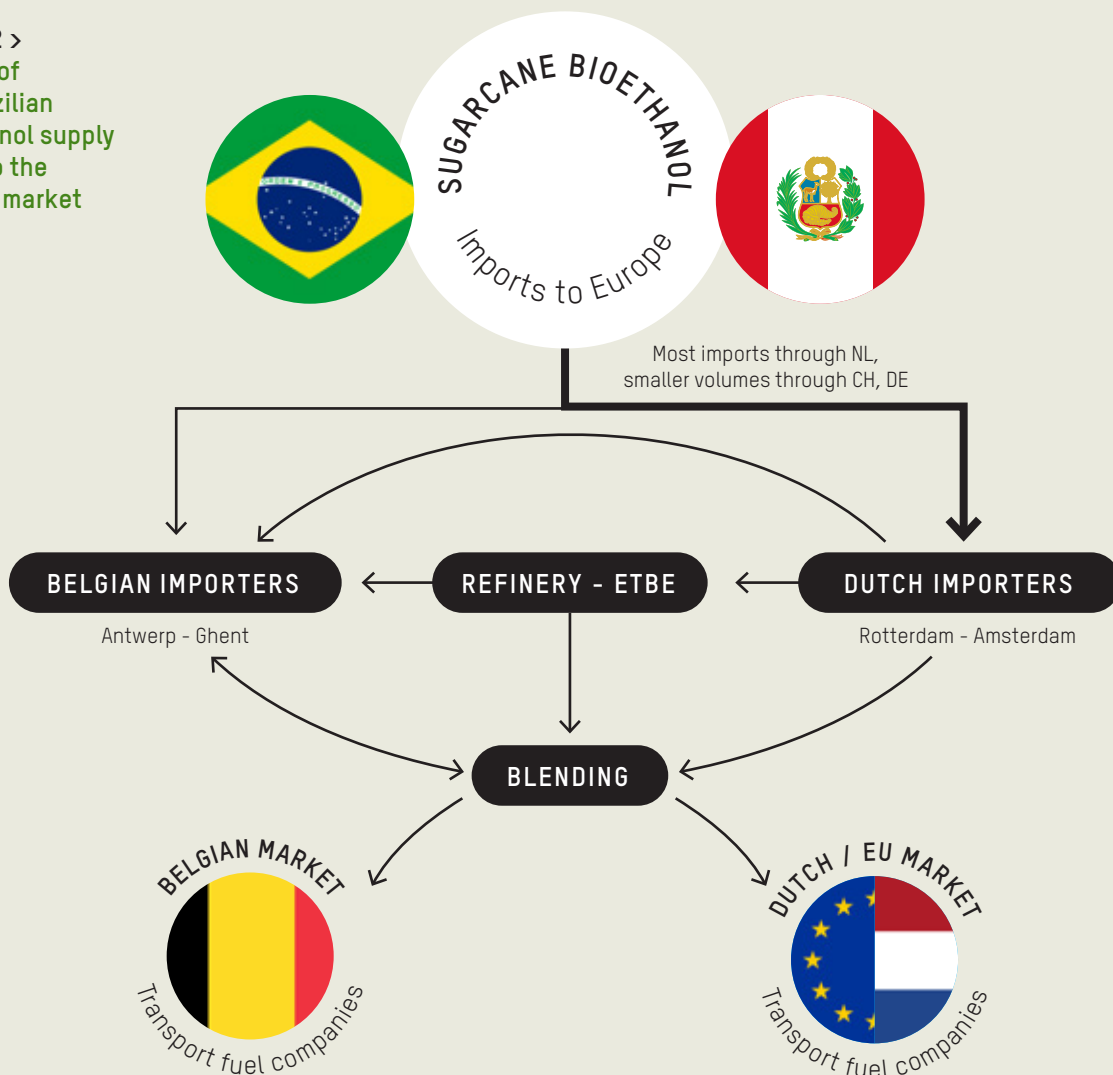 2 >
of
zilian
nol supply
o the
market
SUGARCANE BIOETHANOL
Imports to Europe
Most imports through NL,
smaller volumes through CH, DE
BELGIAN IMPORTERS
REFINERY - ETBE
DUTCH IMPORTERS
Antwerp - Ghent
Rotterdam - Amsterdam
BLENDING
BELGIAN MARKET
Transport fuel companies
DUTCH / EU MARKET
Transport fuel companies